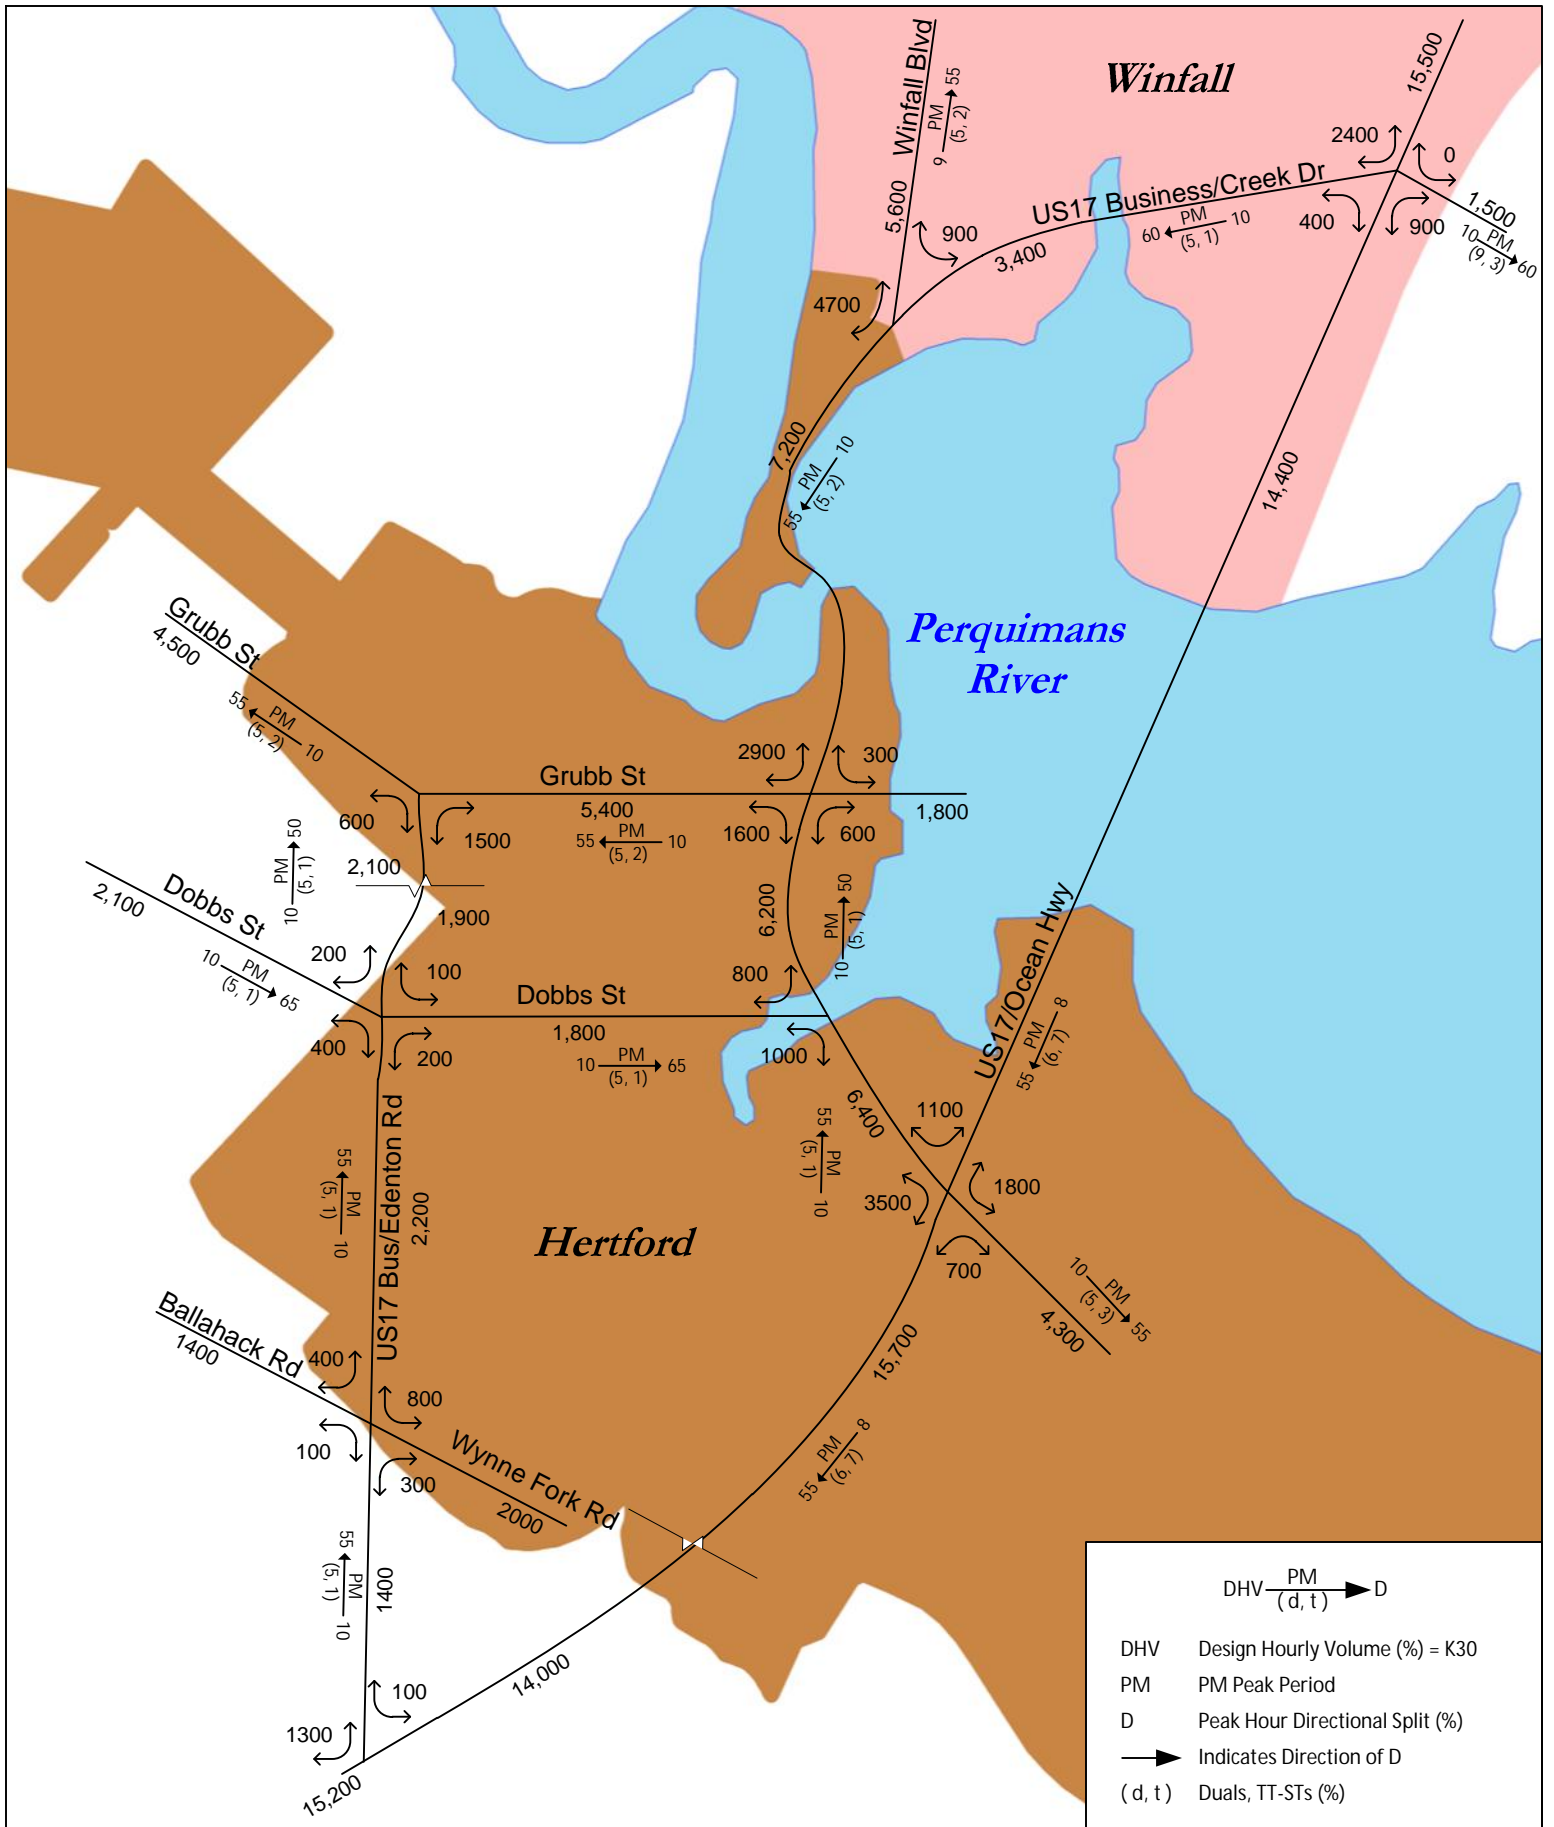 Winfall Blvd
9 PM (5, 2) 55
Winfall
15,500
2400
0
5,600
US17 Business/Creek Dr
1,500
400
900
900
60 PM (5, 1) 10
10 PM (9, 3) 60
3,400
4700
7,200
55 PM (5, 2) 10
14,400
Grubb St
4,500
Perquimans
River
55 PM (5, 2) 10
2900
300
Grubb St
5,400
1,800
600
1500
1600
600
55 PM (5, 2) 10
10 PM (5, 1) 50
2,100
Dobbs St
2,100
1,900
6,200
10 PM (5, 1) 50
US17/Ocean Hwy
200
100
800
10 PM (5, 1) 65
Dobbs St
1,800
400
200
1000
10 PM (5, 1) 65
55 PM (6, 7) 8
6,400
1100
55 PM (5, 1) 10
55 PM (5, 1) 10
US17 Bus/Edenton Rd
2,200
3500
1800
Hertford
700
10 PM (5, 3) 55
4,300
Ballahack Rd
1400
400
15,700
800
100
300
Wynne Fork Rd
2000
55 PM (6, 7) 8
55 PM (5, 1) 10
1400
14,000
100
1300
15,200
DHV PM ( d, t ) D
DHV Design Hourly Volume (%) = K30
PM PM Peak Period
D Peak Hour Directional Split (%)
Indicates Direction of D
( d, t ) Duals, TT-STs (%)